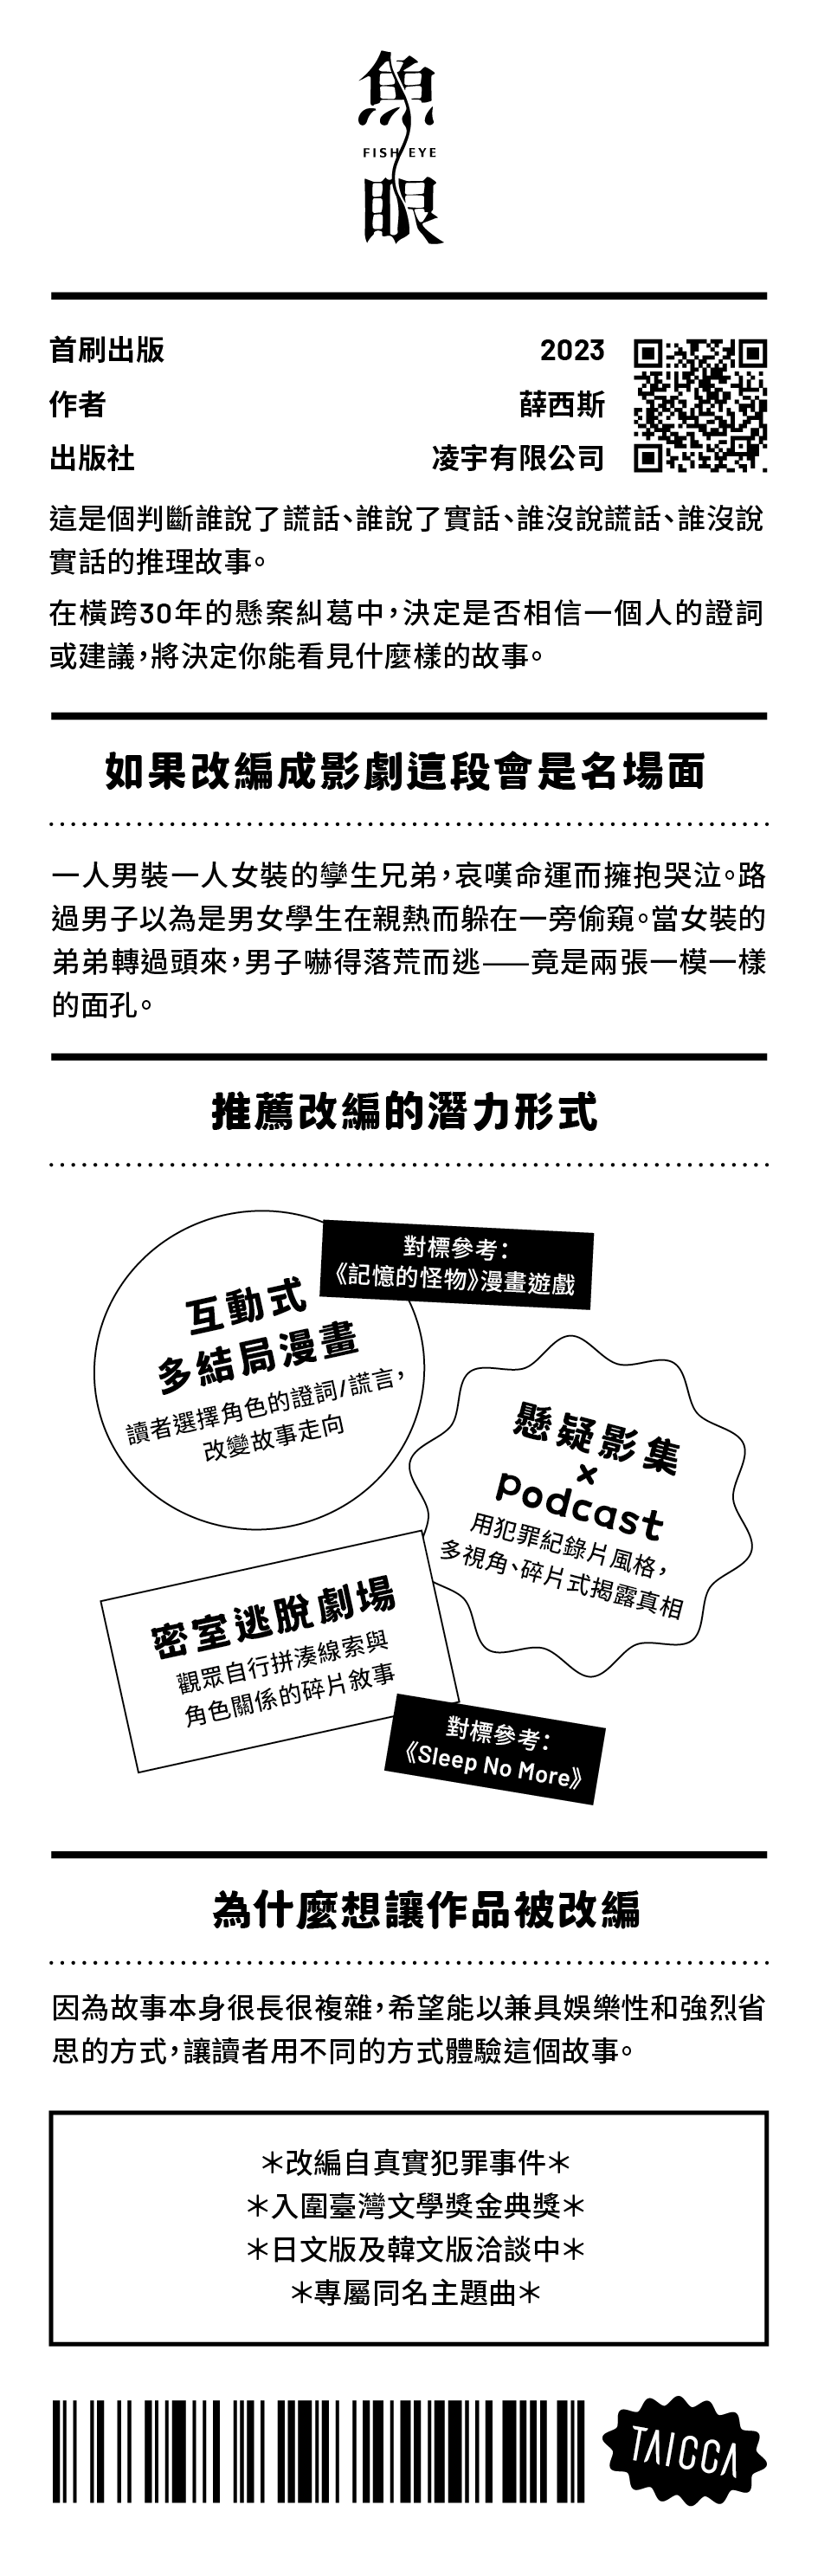 魚
FISH EYE
眼
首刷出版 2023
作者 薛西斯
出版社 凌宇有限公司
這是個判斷誰說了謊話、誰說了實話、誰沒說謊話、誰沒說
實話的推理故事。
在橫跨30年的懸案糾葛中，決定是否相信一個人的證詞
或建議，將決定你能看見什麼樣的故事。
如果改編成影劇這段會是名場面
一人男裝一人女裝的孿生兄弟，哀嘆命運而擁抱哭泣。路
過男子以為是男女學生在親熱而躲在一旁偷窺。當女裝的
弟弟轉過頭來，男子嚇得落荒而逃——竟是兩張一模一樣
的面孔。
推薦改編的潛力形式
對標參考：
《記憶的怪物》漫畫遊戲
互動式
多結局漫畫
讀者選擇角色的證詞/謊言，
改變故事走向
懸疑影集
×
podcast
用犯罪紀錄片風格，
多視角、碎片式揭露真相
密室逃脫劇場
觀眾自行拼湊線索與
角色關係的碎片敘事
對標參考：
《Sleep No More》
為什麼想讓作品被改編
因為故事本身很長很複雜，希望能以兼具娛樂性和強烈省
思的方式，讓讀者用不同的方式體驗這個故事。
＊改編自真實犯罪事件＊
＊入圍臺灣文學獎金典獎＊
＊日文版及韓文版洽談中＊
＊專屬同名主題曲＊
TAICCA